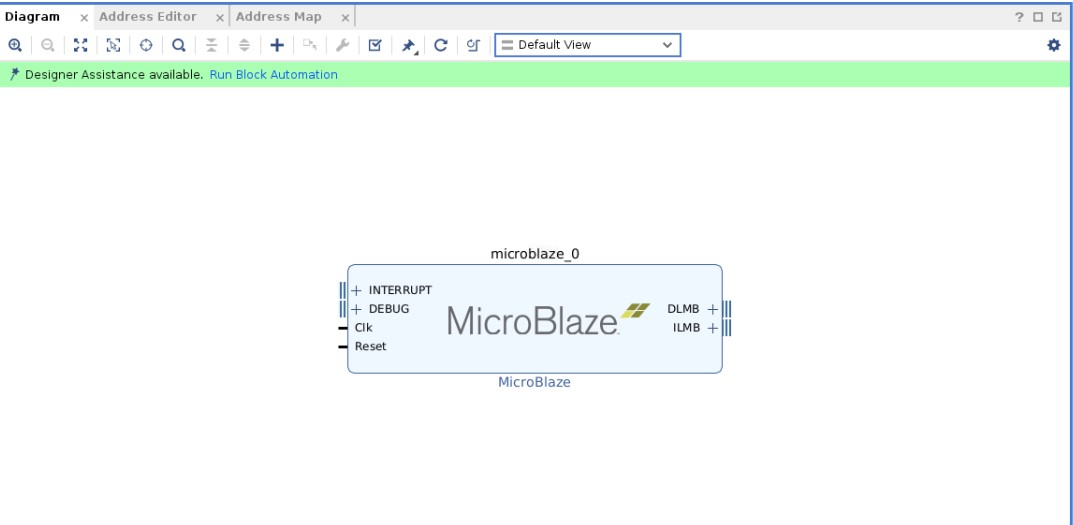 Diagram Address Editor Address Map
Default View
Designer Assistance available. Run Block Automation
microblaze_0
INTERRUPT
DEBUG
Clk
Reset
MicroBlaze
DLMB
ILMB
MicroBlaze